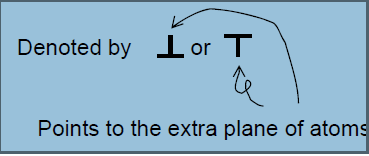 Denoted by ⊥ or ⊤
Points to the extra plane of atoms